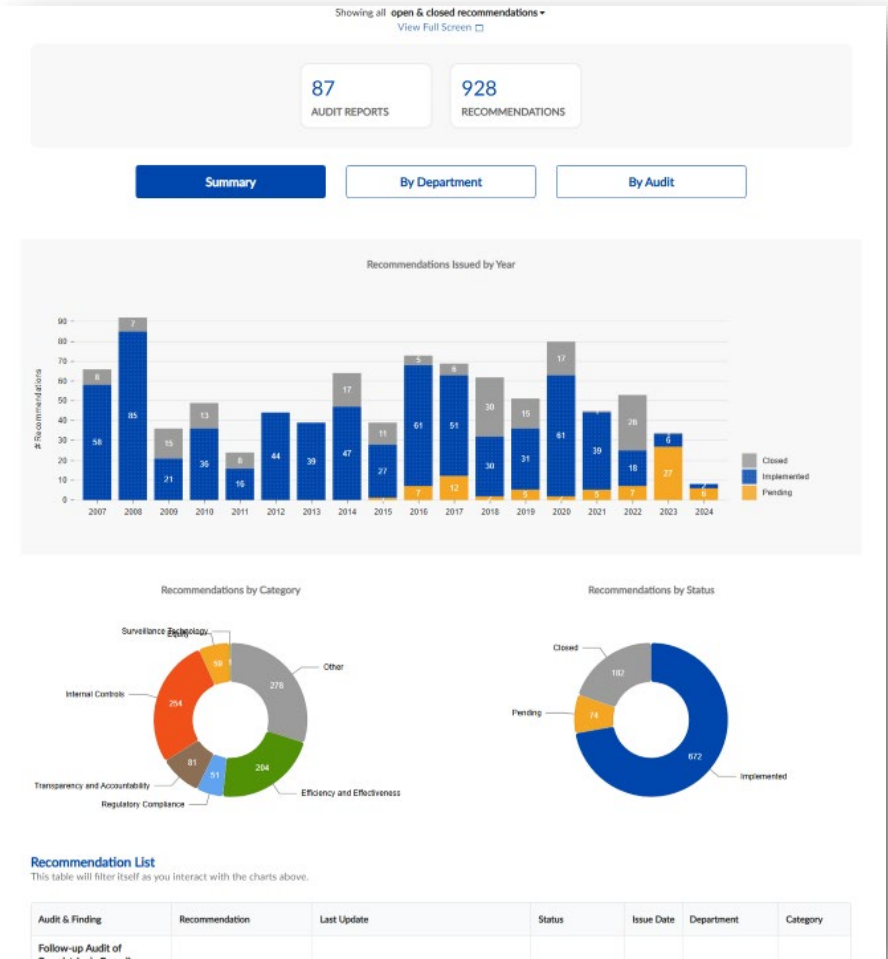 Showing all open & closed recommendations
View Full Screen
87
AUDIT REPORTS
928
RECOMMENDATIONS
Summary
By Department
By Audit
Recommendations Issued by Year
# Recommendations
90
80
70
60
50
40
30
20
10
0
8 58
7 85
15 21
13 36
8 16
44
39
17 47
11 27
5 61 7
6 51 12
30 30
15 31 5
17 61
39 5
28 18 7
6 27
6
2007 2008 2009 2010 2011 2012 2013 2014 2015 2016 2017 2018 2019 2020 2021 2022 2023 2024
Closed
Implemented
Pending
Recommendations by Category
Surveillance Technology
Equity
Other
Internal Controls
Transparency and Accountability
Regulatory Compliance
Efficiency and Effectiveness
59
278
254
81
51
204
Recommendations by Status
Closed
182
Pending
74
672
Implemented
Recommendation List
This table will filter itself as you interact with the charts above.
Audit & Finding Recommendation Last Update Status Issue Date Department Category
Follow-up Audit of